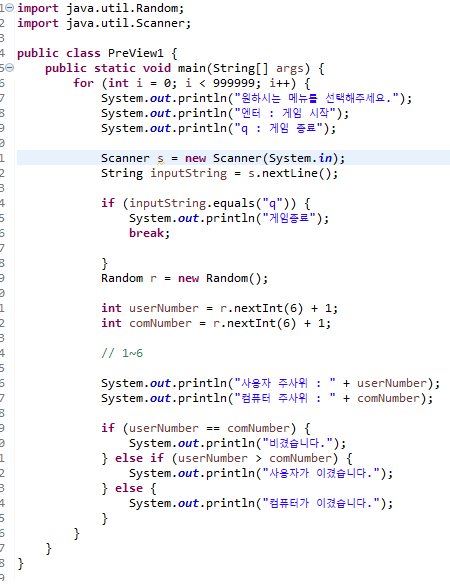 1 import java.util.Random;
2 import java.util.Scanner;
3
4 public class PreView1 {
5 public static void main(String[] args) {
6 for (int i = 0; i < 999999; i++) {
7 System.out.println("원하시는 메뉴를 선택해주세요.");
8 System.out.println("엔터 : 게임 시작");
9 System.out.println("q : 게임 종료");
0
1 Scanner s = new Scanner(System.in);
2 String inputString = s.nextLine();
3
4 if (inputString.equals("q")) {
5 System.out.println("게임종료");
6 break;
7
8 }
9 Random r = new Random();
0
1 int userNumber = r.nextInt(6) + 1;
2 int comNumber = r.nextInt(6) + 1;
3
4 // 1~6
5
6 System.out.println("사용자 주사위 : " + userNumber);
7 System.out.println("컴퓨터 주사위 : " + comNumber);
8
9 if (userNumber == comNumber) {
0 System.out.println("비겼습니다.");
1 } else if (userNumber > comNumber) {
2 System.out.println("사용자가 이겼습니다.");
3 } else {
4 System.out.println("컴퓨터가 이겼습니다.");
5 }
6 }
7 }
8 }
9